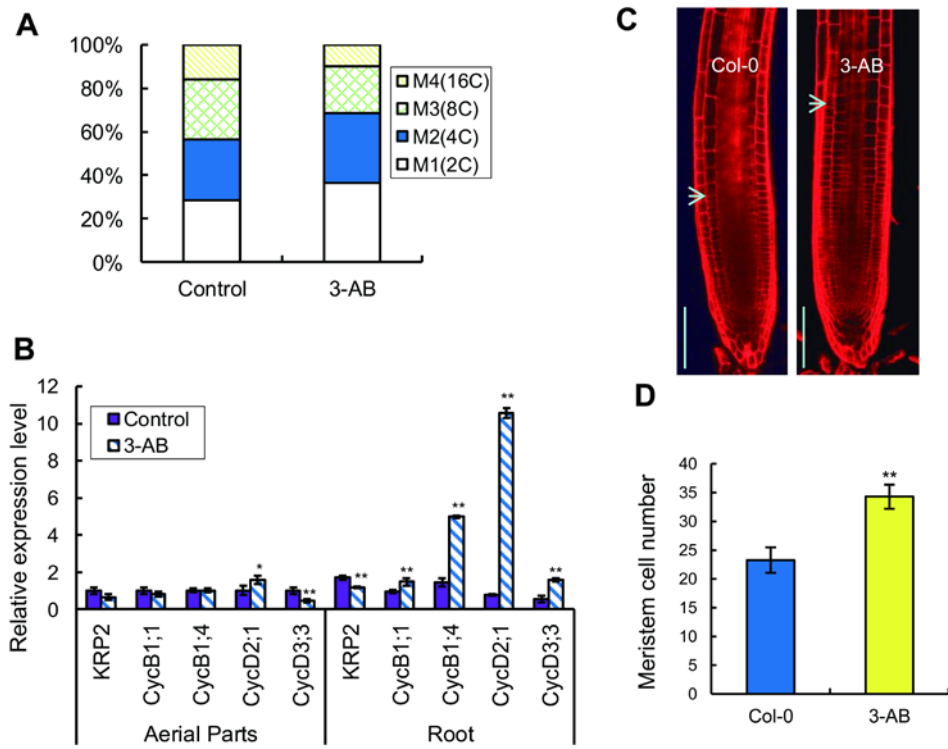 A
100%
80%
60%
40%
20%
0%
Control
3-AB
M4(16C)
M3(8C)
M2(4C)
M1(2C)
B
Relative expression level
12
10
8
6
4
2
0
Control
3-AB
*
**
**
**
**
**
**
KRP2
CycB1;1
CycB1;4
CycD2;1
CycD3;3
KRP2
CycB1;1
CycB1;4
CycD2;1
CycD3;3
Aerial Parts
Root
C
Col-0
3-AB
D
Meristem cell number
40
35
30
25
20
15
10
5
0
**
Col-0
3-AB